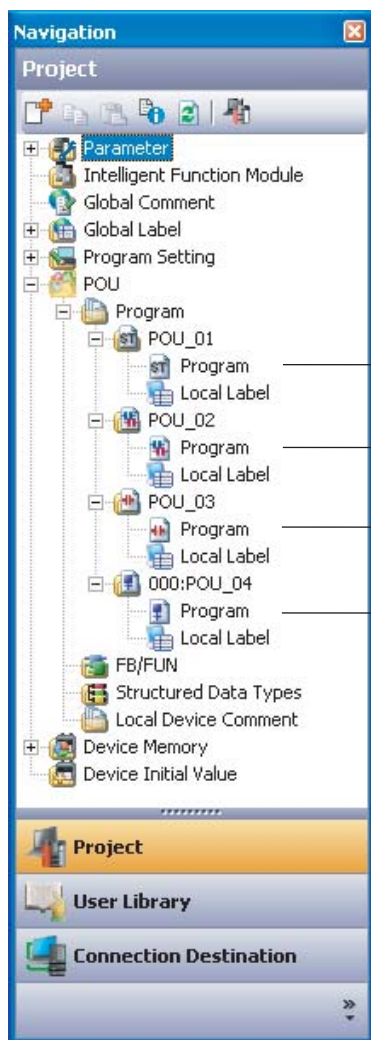 Navigation
Project
Parameter
Intelligent Function Module
Global Comment
Global Label
Program Setting
POU
Program
POU_01
ST
ST Program
Local Label
POU_02
Program
Local Label
POU_03
Program
Local Label
000:POU_04
Program
Local Label
FB/FUN
Structured Data Types
Local Device Comment
Device Memory
Device Initial Value
Project
User Library
Connection Destination